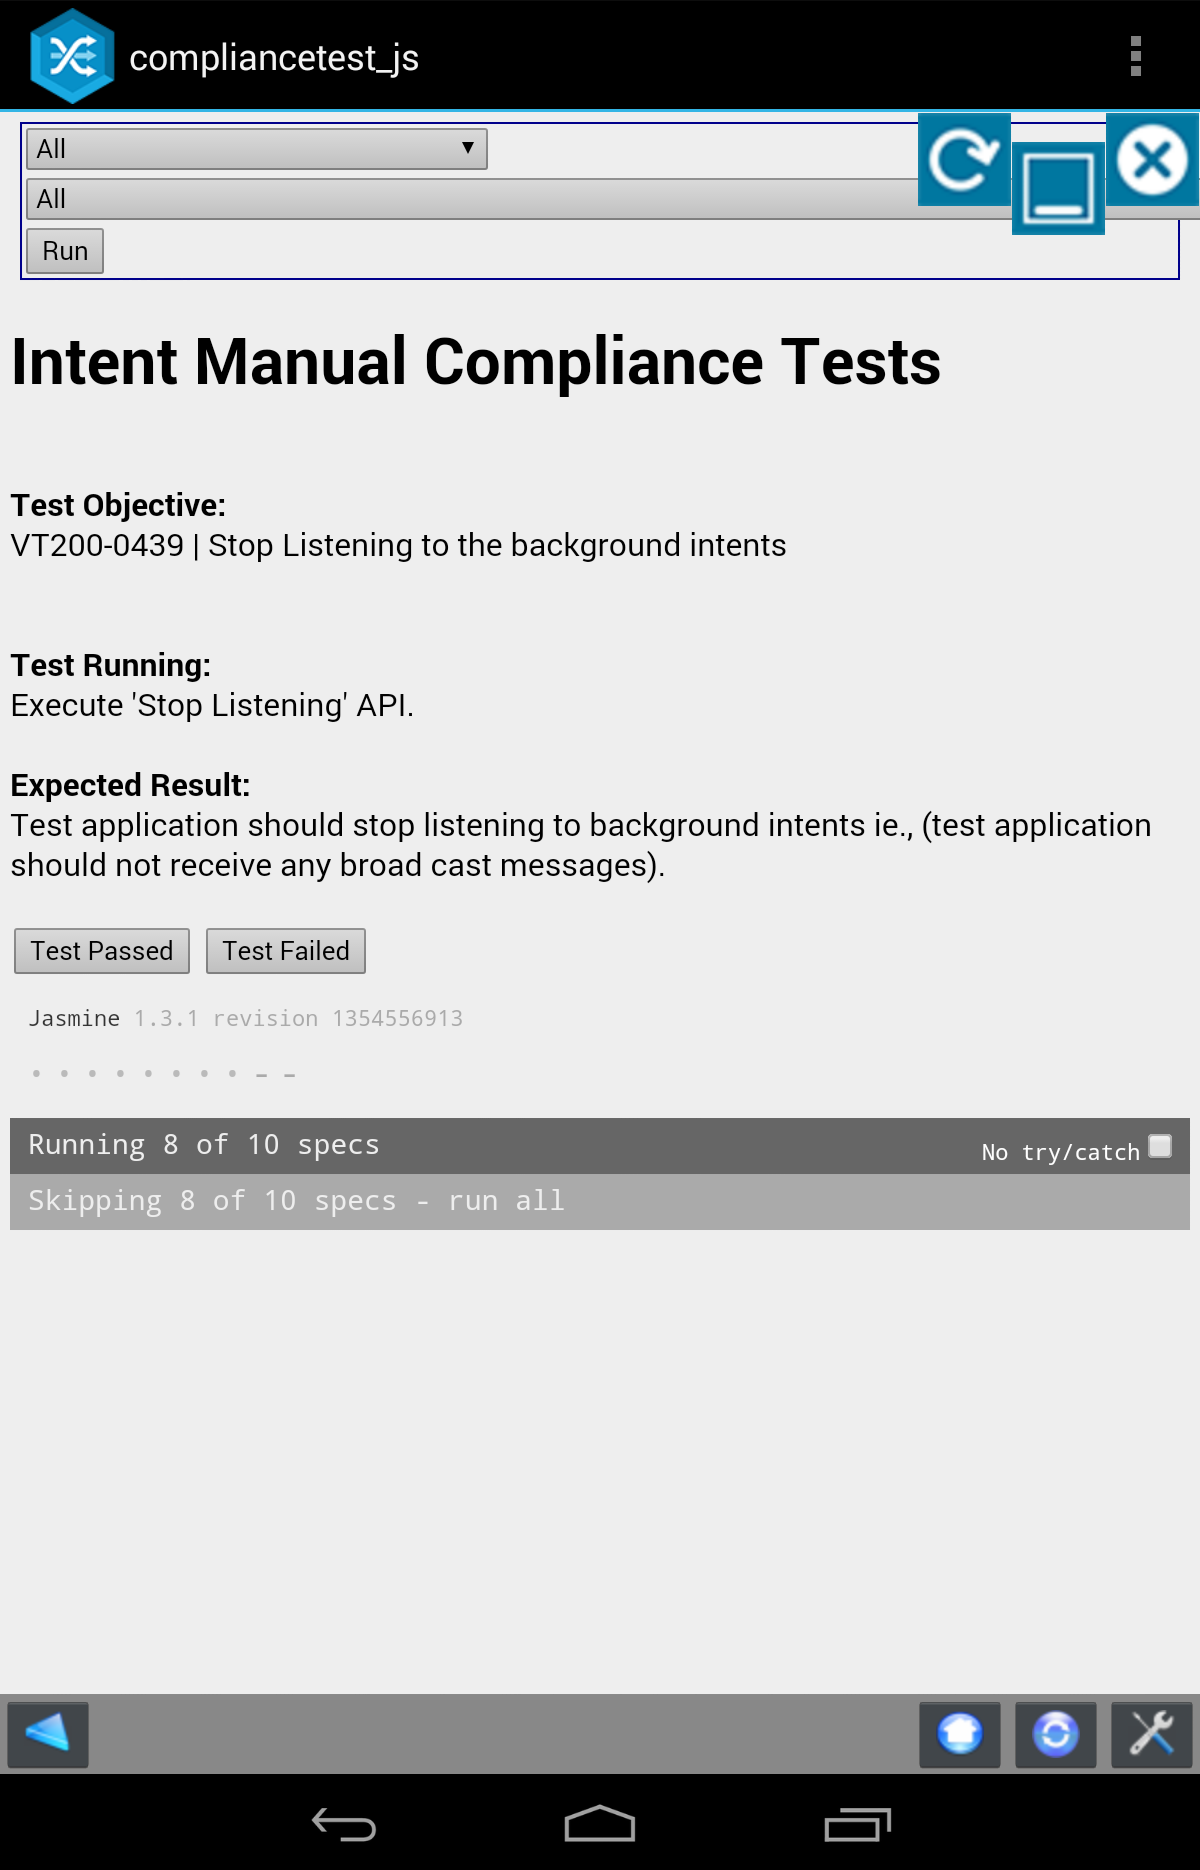 compliancetest_js
All
All
Run
Intent Manual Compliance Tests
Test Objective:
VT200-0439 | Stop Listening to the background intents
Test Running:
Execute 'Stop Listening' API.
Expected Result:
Test application should stop listening to background intents ie., (test application
should not receive any broad cast messages).
Test Passed Test Failed
Jasmine 1.3.1 revision 1354556913
Running 8 of 10 specs No try/catch
Skipping 8 of 10 specs - run all